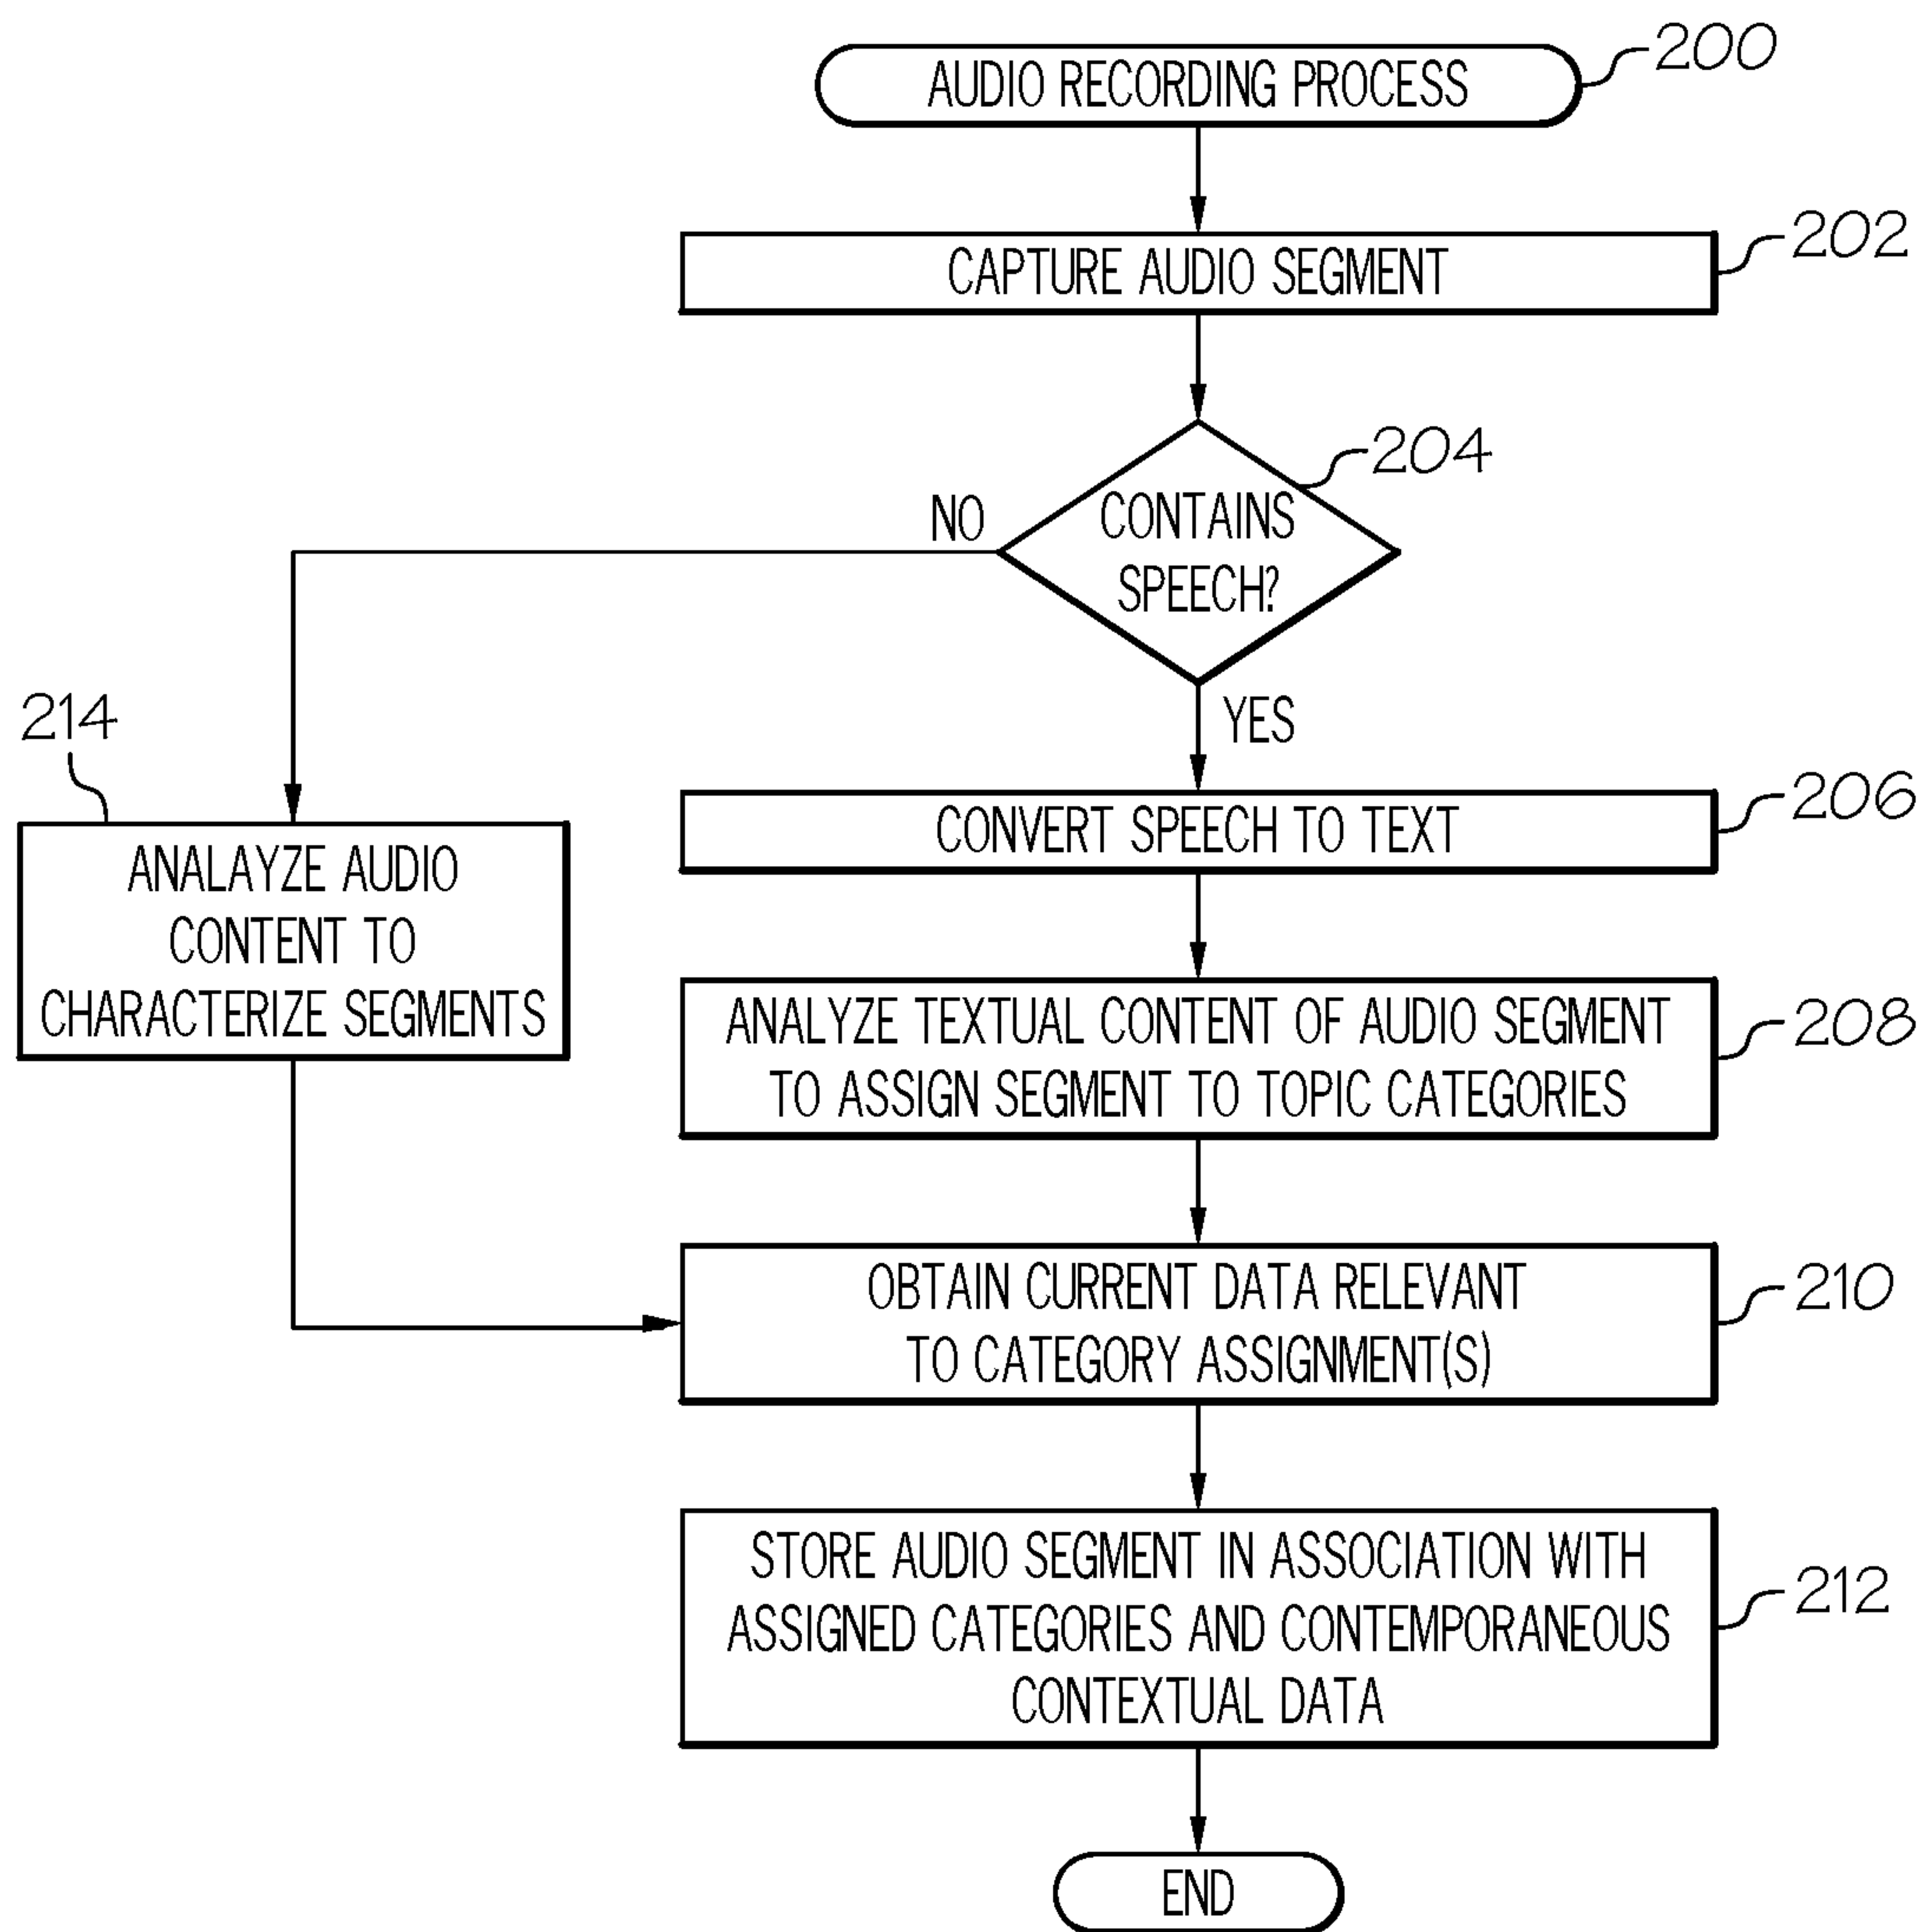 AUDIO RECORDING PROCESS
200
CAPTURE AUDIO SEGMENT
202
CONTAINS
SPEECH?
204
NO
YES
214
ANALAYZE AUDIO
CONTENT TO
CHARACTERIZE SEGMENTS
CONVERT SPEECH TO TEXT
206
ANALYZE TEXTUAL CONTENT OF AUDIO SEGMENT
TO ASSIGN SEGMENT TO TOPIC CATEGORIES
208
OBTAIN CURRENT DATA RELEVANT
TO CATEGORY ASSIGNMENT(S)
210
STORE AUDIO SEGMENT IN ASSOCIATION WITH
ASSIGNED CATEGORIES AND CONTEMPORANEOUS
CONTEXTUAL DATA
212
END